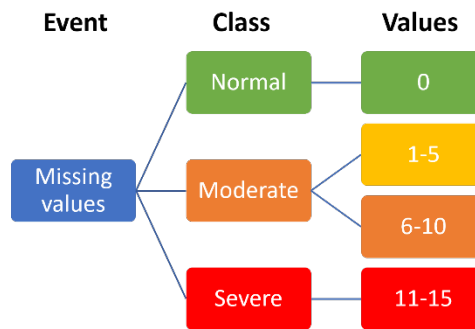 Event Class Values
Normal 0
1-5
Missing
values
Moderate
6-10
Severe 11-15